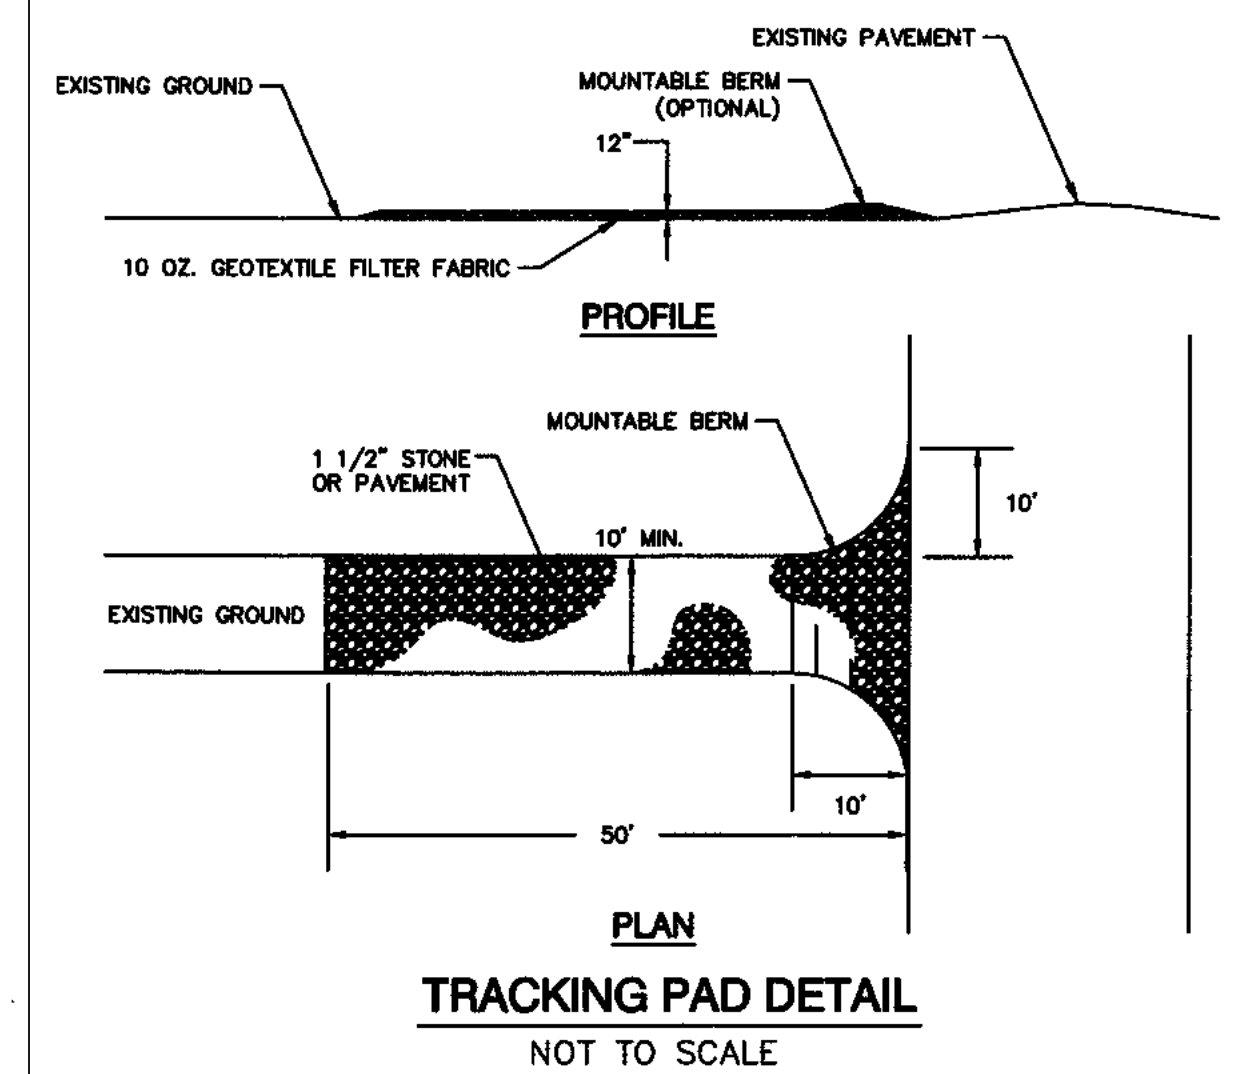 EXISTING PAVEMENT
EXISTING GROUND
MOUNTABLE BERM
(OPTIONAL)
12"
10 OZ. GEOTEXTILE FILTER FABRIC
PROFILE
MOUNTABLE BERM
1 1/2" STONE
OR PAVEMENT
10'
10' MIN.
EXISTING GROUND
10'
50'
PLAN
TRACKING PAD DETAIL
NOT TO SCALE